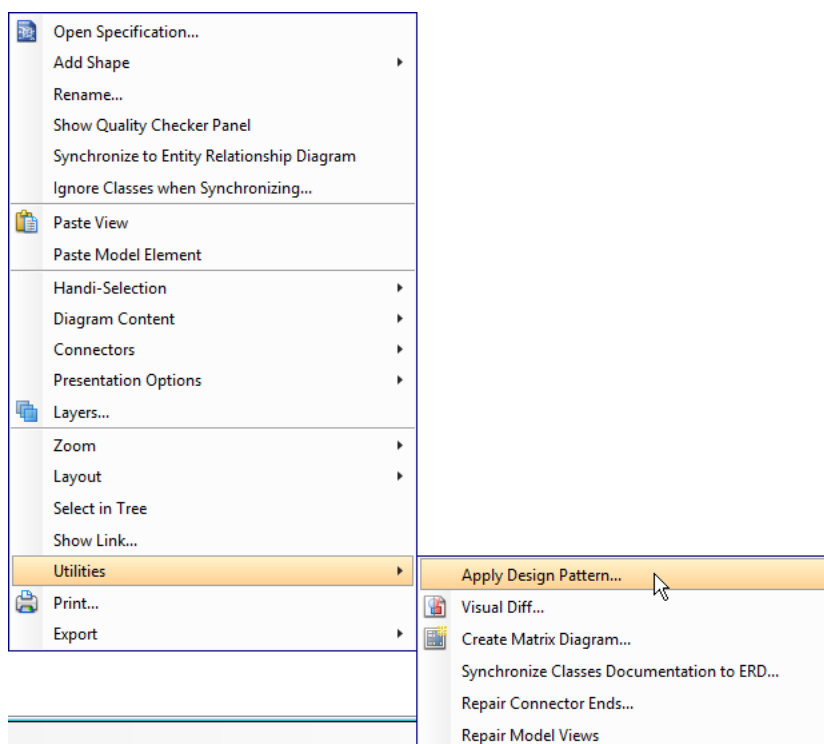 Open Specification...
Add Shape
Rename...
Show Quality Checker Panel
Synchronize to Entity Relationship Diagram
Ignore Classes when Synchronizing...
Paste View
Paste Model Element
Handi-Selection
Diagram Content
Connectors
Presentation Options
Layers...
Zoom
Layout
Select in Tree
Show Link...
Utilities
Print...
Export
Apply Design Pattern...
Visual Diff...
Create Matrix Diagram...
Synchronize Classes Documentation to ERD...
Repair Connector Ends...
Repair Model Views